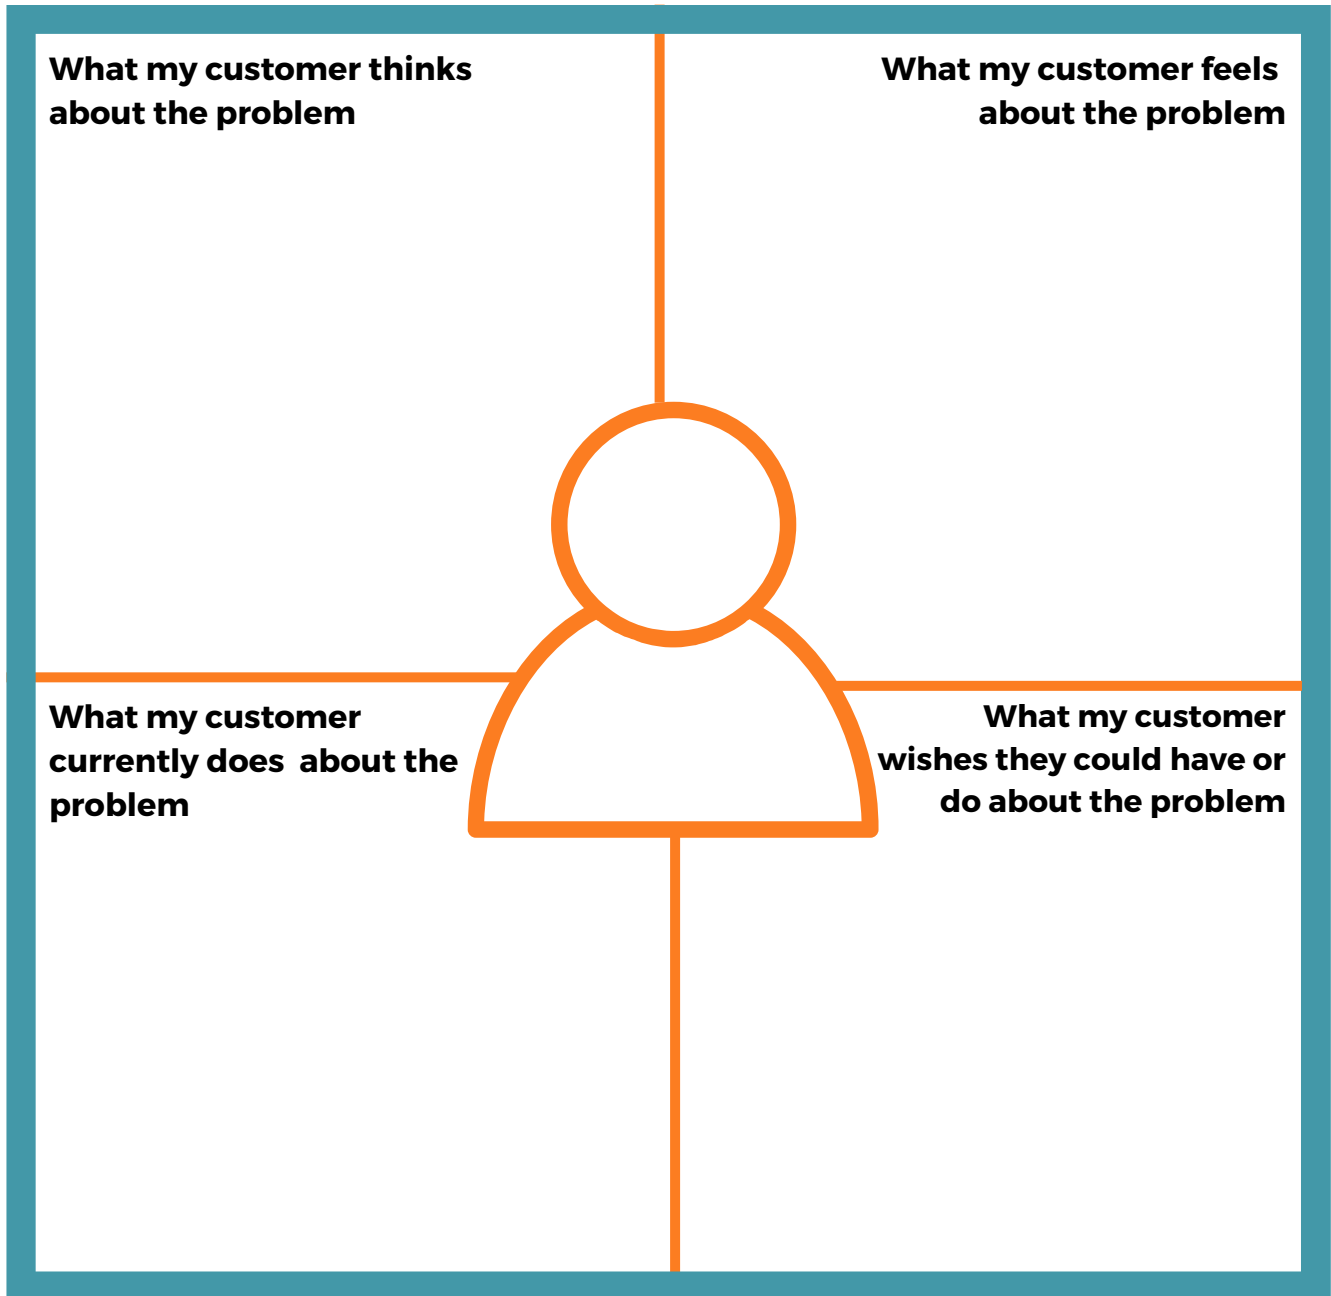 What my customer thinks
about the problem
What my customer feels
about the problem
What my customer
currently does  about the
problem
What my customer
wishes they could have or
do about the problem